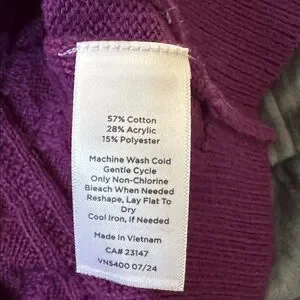 57% Cotton
28% Acrylic
15% Polyester
Machine Wash Cold
Gentle Cycle
Only Non-Chlorine
Bleach When Needed
Reshape, Lay Flat To
Dry
Cool Iron, If Needed
Made In Vietnam
CA# 23147
VN5400 07/24